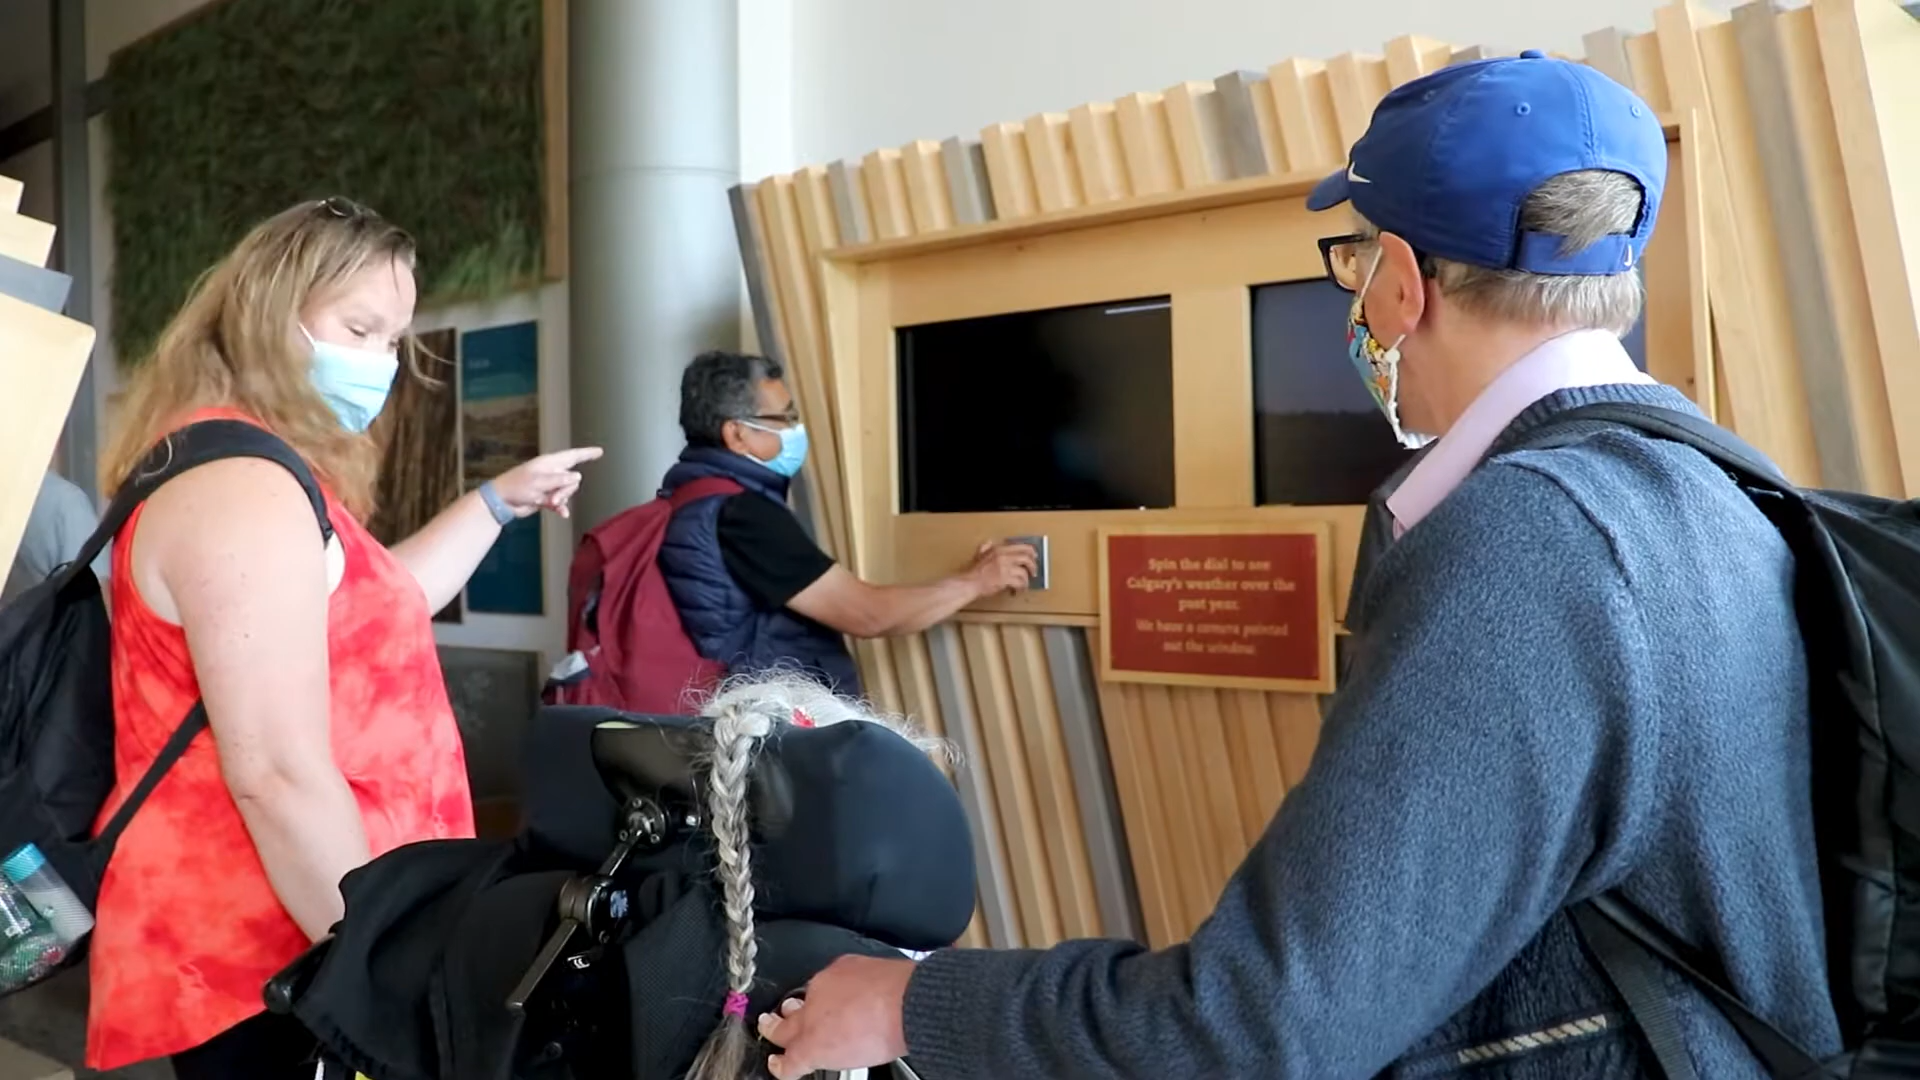 Spin the dial to see
Calgary's weather over the
past year.
We have a camera pointed
out the window